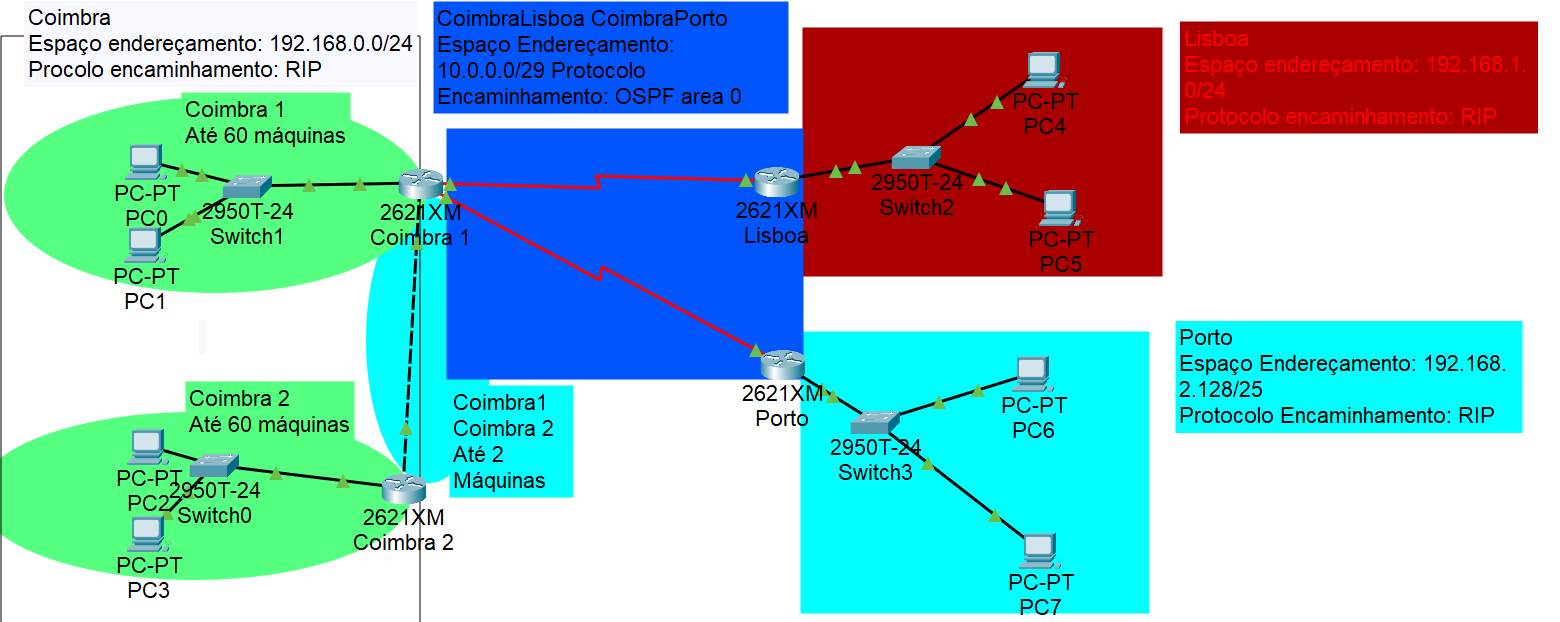 Coimbra
Espaço endereçamento: 192.168.0.0/24
Procolo encaminhamento: RIP
CoimbraLisboa CoimbraPorto
Espaço Endereçamento:
10.0.0.0/29 Protocolo
Encaminhamento: OSPF area 0
Lisboa
Espaço endereçamento: 192.168.1.
0/24
Protocolo encaminhamento: RIP
Coimbra 1
Até 60 máquinas
PC-PT
PC0
PC-PT
PC1
2950T-24
Switch1
2621XM
Coimbra 1
2621XM
Lisboa
2950T-24
Switch2
PC-PT
PC4
PC-PT
PC5
Coimbra 2
Até 60 máquinas
PC-PT
PC2
PC-PT
PC3
2950T-24
Switch0
2621XM
Coimbra 2
Coimbra1
Coimbra 2
Até 2
Máquinas
2621XM
Porto
2950T-24
Switch3
PC-PT
PC6
PC-PT
PC7
Porto
Espaço Endereçamento: 192.168.
2.128/25
Protocolo Encaminhamento: RIP